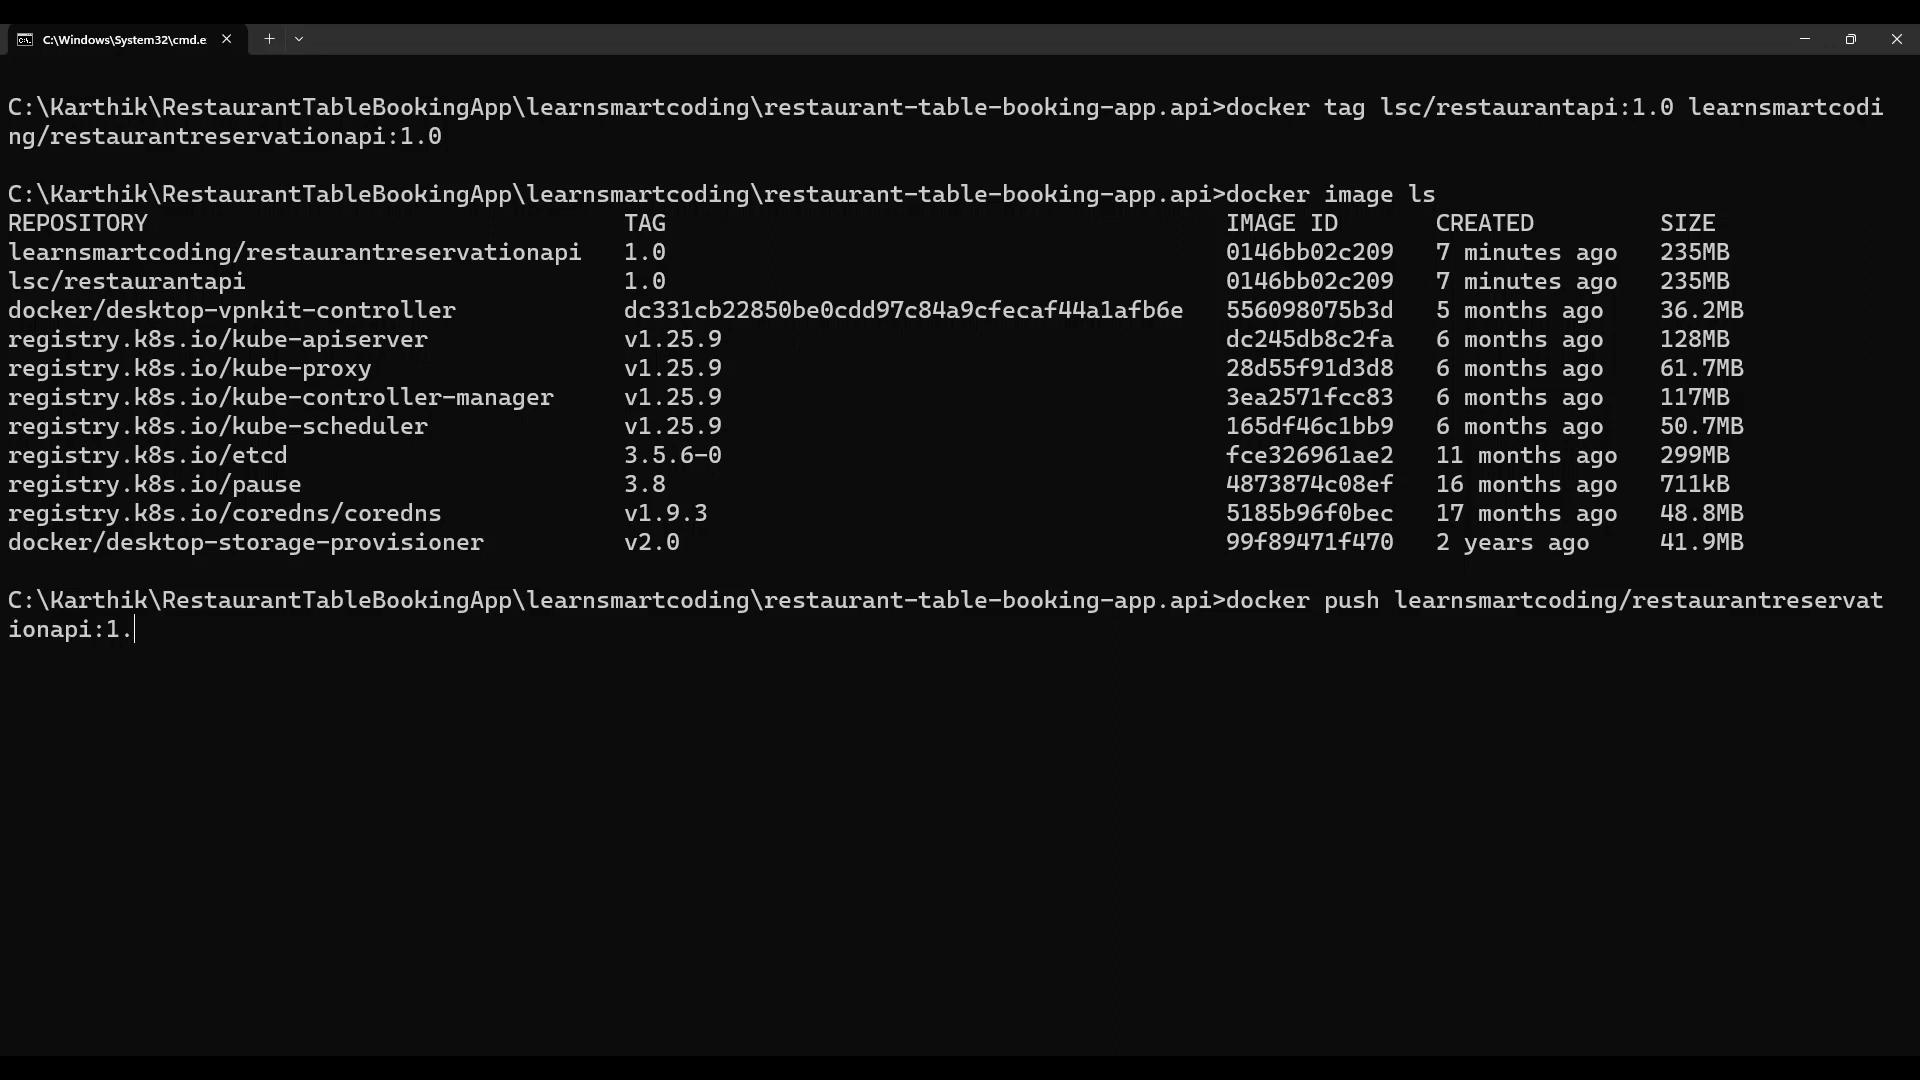 C:\Windows\System32\cmd.e
C:\Karthik\RestaurantTableBookingApp\learnsmartcoding\restaurant-table-booking-app.api>docker tag lsc/restaurantapi:1.0 learnsmartcodi
ng/restaurantreservationapi:1.0
C:\Karthik\RestaurantTableBookingApp\learnsmartcoding\restaurant-table-booking-app.api>docker image ls
REPOSITORY TAG IMAGE ID CREATED SIZE
learnsmartcoding/restaurantreservationapi 1.0 0146bb02c209 7 minutes ago 235MB
lsc/restaurantapi 1.0 0146bb02c209 7 minutes ago 235MB
docker/desktop-vpnkit-controller dc331cb22850be0cdd97c84a9cfecaf44a1afb6e 556098075b3d 5 months ago 36.2MB
registry.k8s.io/kube-apiserver v1.25.9 dc245db8c2fa 6 months ago 128MB
registry.k8s.io/kube-proxy v1.25.9 28d55f91d3d8 6 months ago 61.7MB
registry.k8s.io/kube-controller-manager v1.25.9 3ea2571fcc83 6 months ago 117MB
registry.k8s.io/kube-scheduler v1.25.9 165df46c1bb9 6 months ago 50.7MB
registry.k8s.io/etcd 3.5.6-0 fce326961ae2 11 months ago 299MB
registry.k8s.io/pause 3.8 4873874c08ef 16 months ago 711kB
registry.k8s.io/coredns/coredns v1.9.3 5185b96f0bec 17 months ago 48.8MB
docker/desktop-storage-provisioner v2.0 99f89471f470 2 years ago 41.9MB
C:\Karthik\RestaurantTableBookingApp\learnsmartcoding\restaurant-table-booking-app.api>docker push learnsmartcoding/restaurantreservat
ionapi:1.